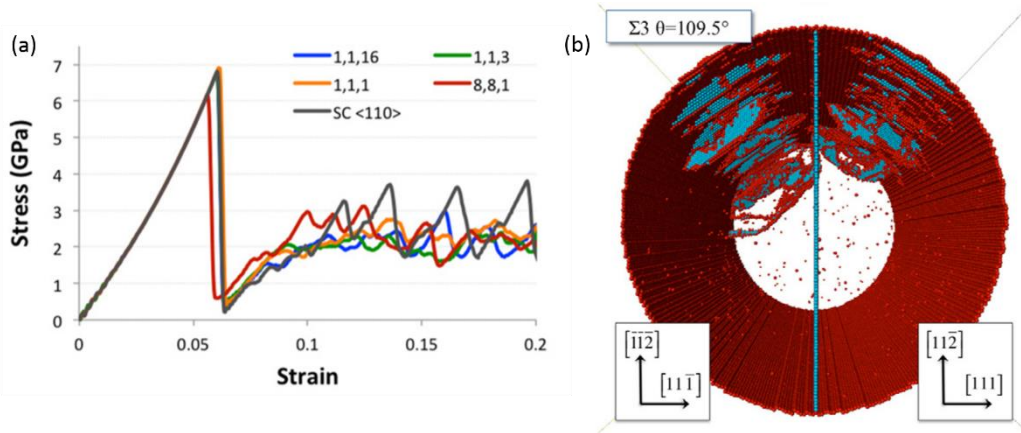 (a)
1,1,16 1,1,3
1,1,1 8,8,1
SC <110>
Stress (GPa)
7
6
5
4
3
2
1
0
0 0.05 0.1 0.15 0.2
Strain
(b)
Σ3 θ=109.5°
[1̄1̄2̄] [112̄]
[111̄] [111]